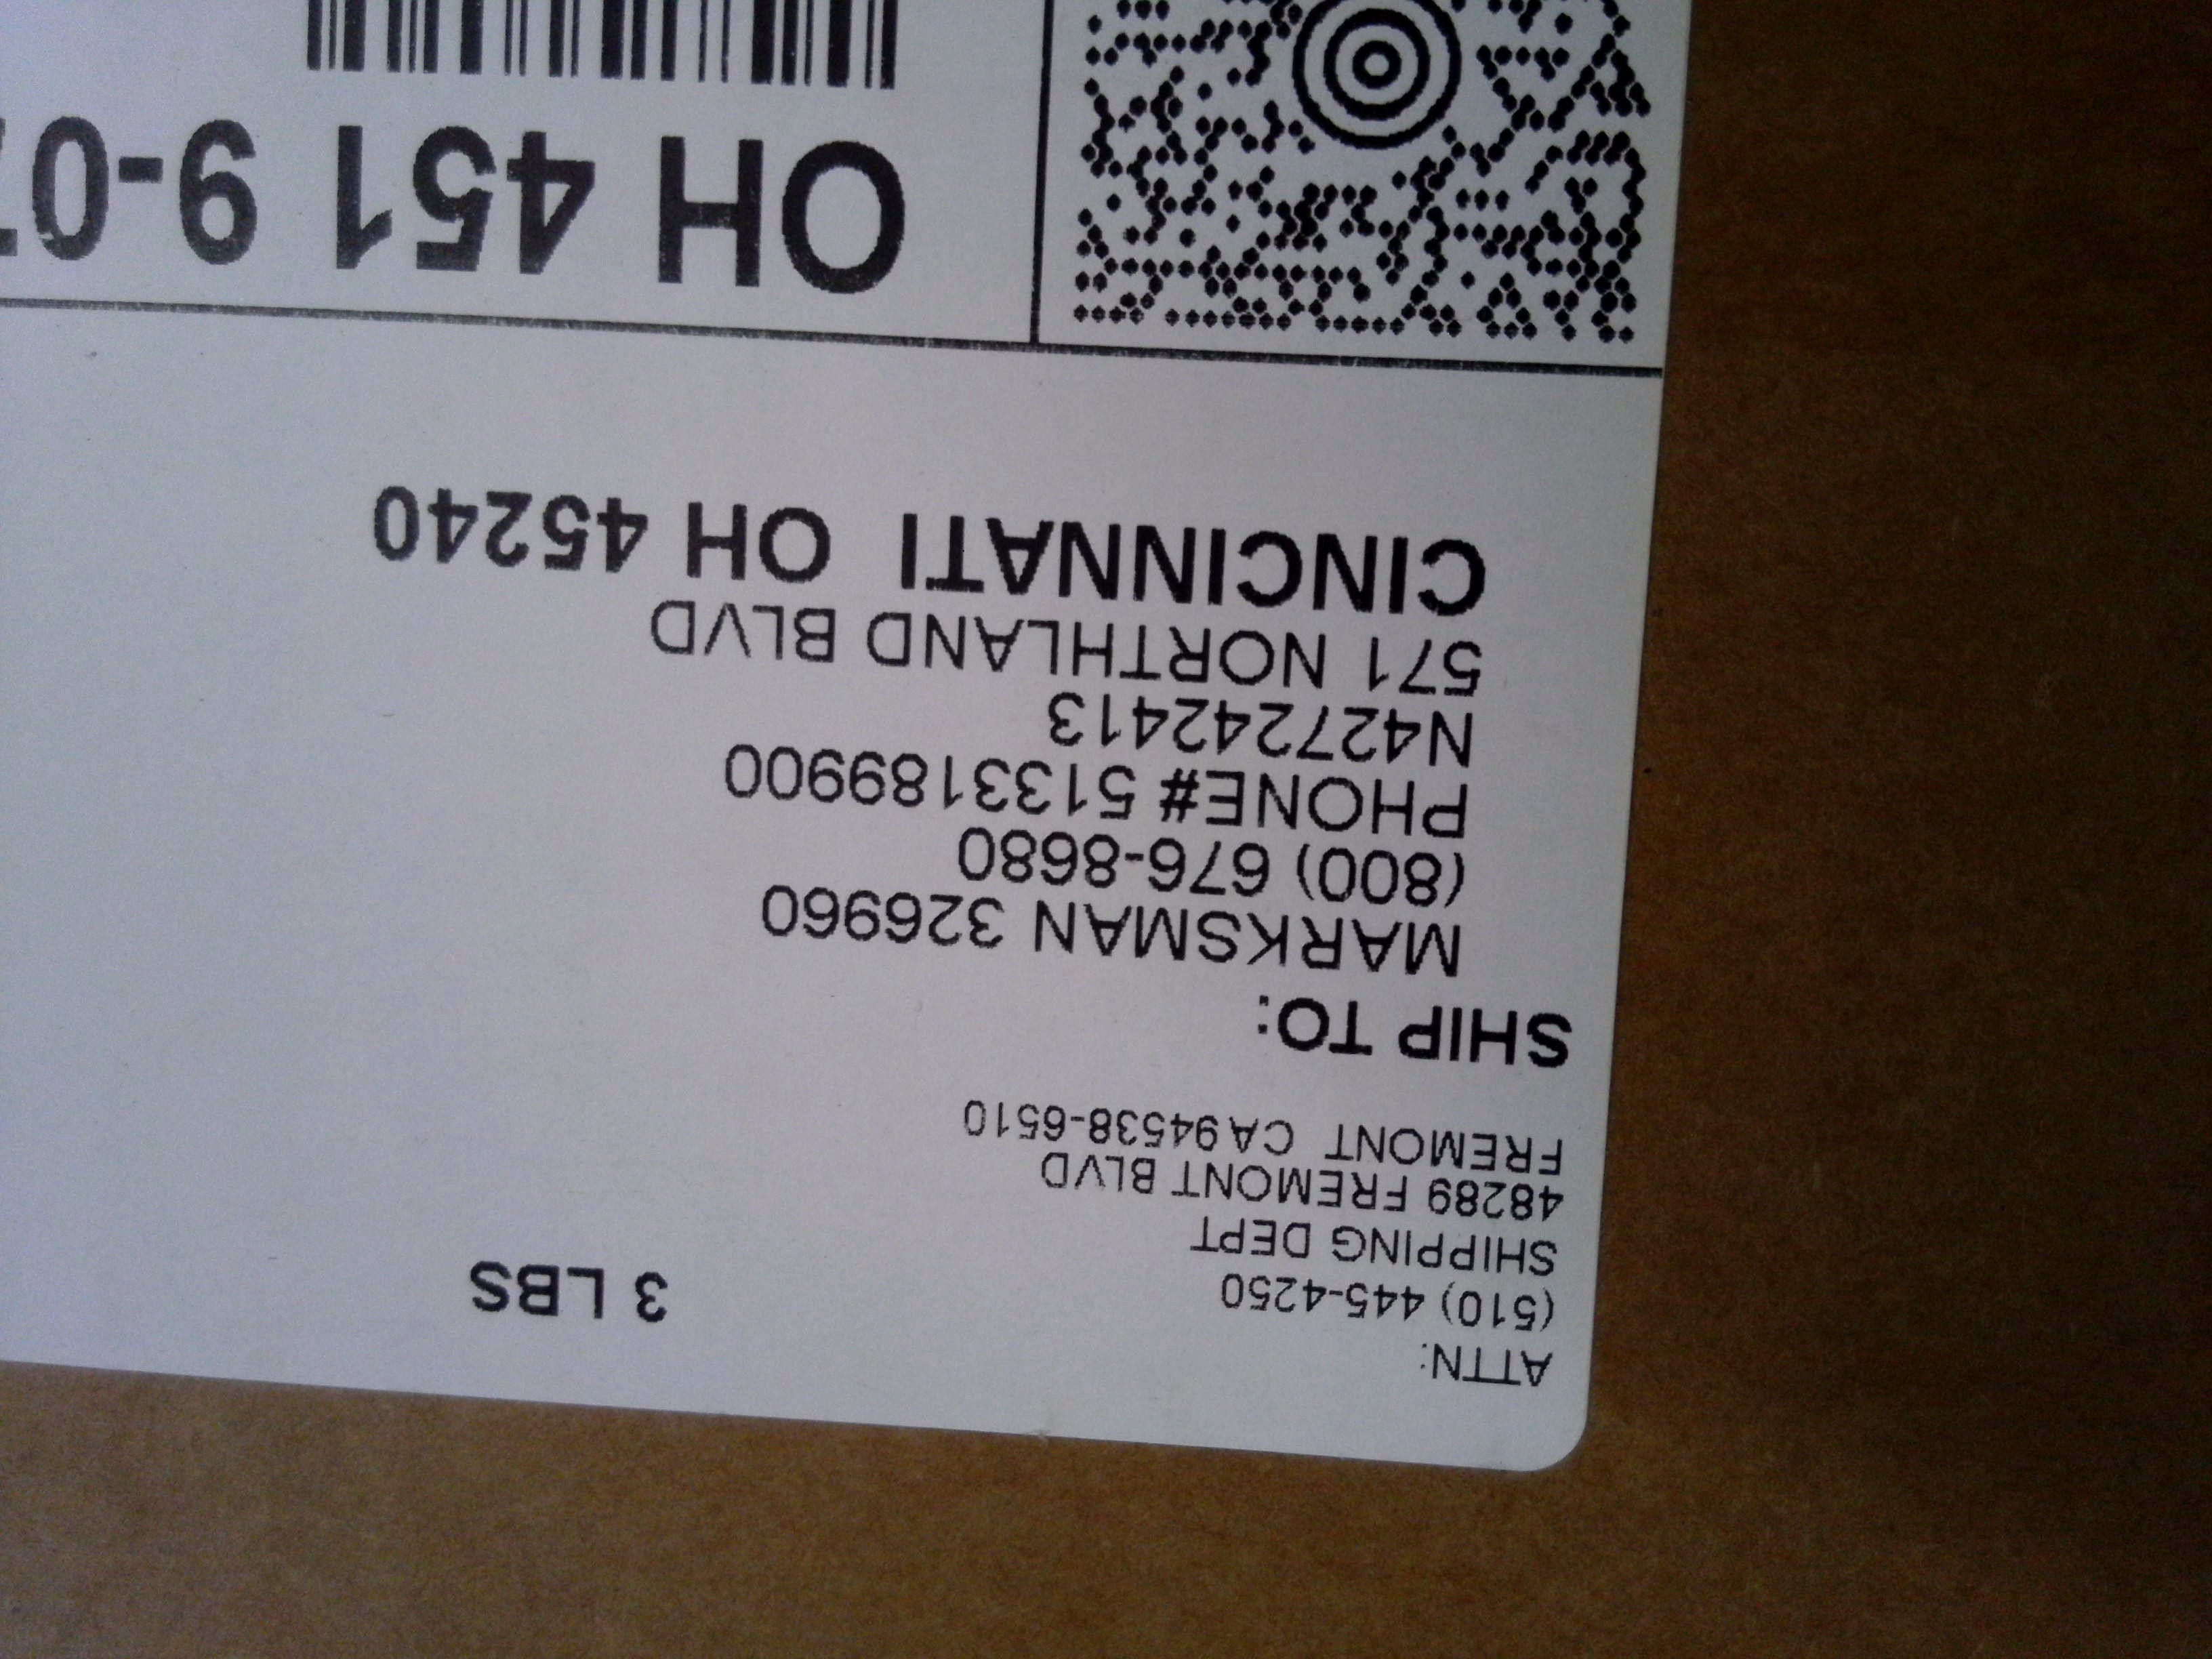 ATTN:
(510) 445-4250
SHIPPING DEPT
48289 FREMONT BLVD
FREMONT CA 94538-6510
3 LBS
SHIP TO:
MARKSMAN 326960
(800) 676-8680
PHONE# 5133189900
N427242413
571 NORTHLAND BLVD
CINCINNATI OH 45240
OH 451 9-0